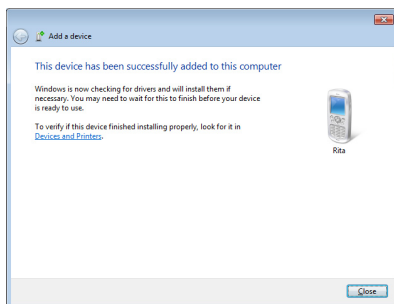 Add a device
This device has been successfully added to this computer
Windows is now checking for drivers and will install them if
necessary. You may need to wait for this to finish before your device
is ready to use.
To verify if this device finished installing properly, look for it in
Devices and Printers.
Rita
Close